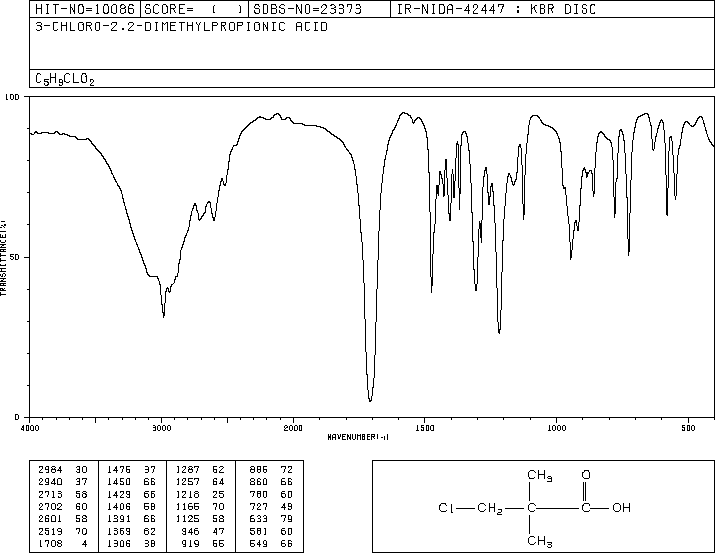 HIT-NO=10086 SCORE= ( ) SDBS-NO=23373 IR-NIDA-42447 : KBR DISC
3-CHLORO-2,2-DIMETHYLPROPIONIC ACID
C5H9CLO2
100
50
0
TRANSMITTANCE(%)
4000 3000 2000 1500 1000 500
WAVENUMBER(-1)
2984 30 1476 37 1287 52 886 72
2940 37 1450 66 1257 64 860 66
2713 58 1429 66 1218 25 780 60
2702 60 1406 58 1166 70 727 49
2601 58 1391 66 1125 58 633 79
2519 70 1369 62 946 47 581 60
1708 4 1306 38 919 55 549 66
CH3 O
Cl CH2 C C OH
CH3